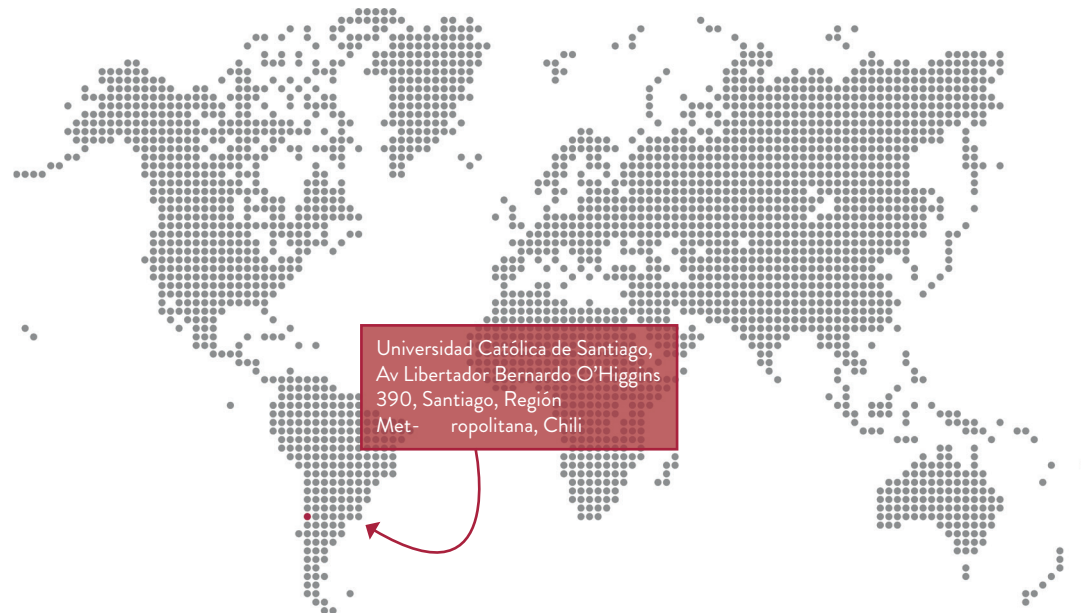 Universidad Católica de Santiago,
Av Libertador Bernardo O’Higgins
390, Santiago, Región
Met- ropolitana, Chili